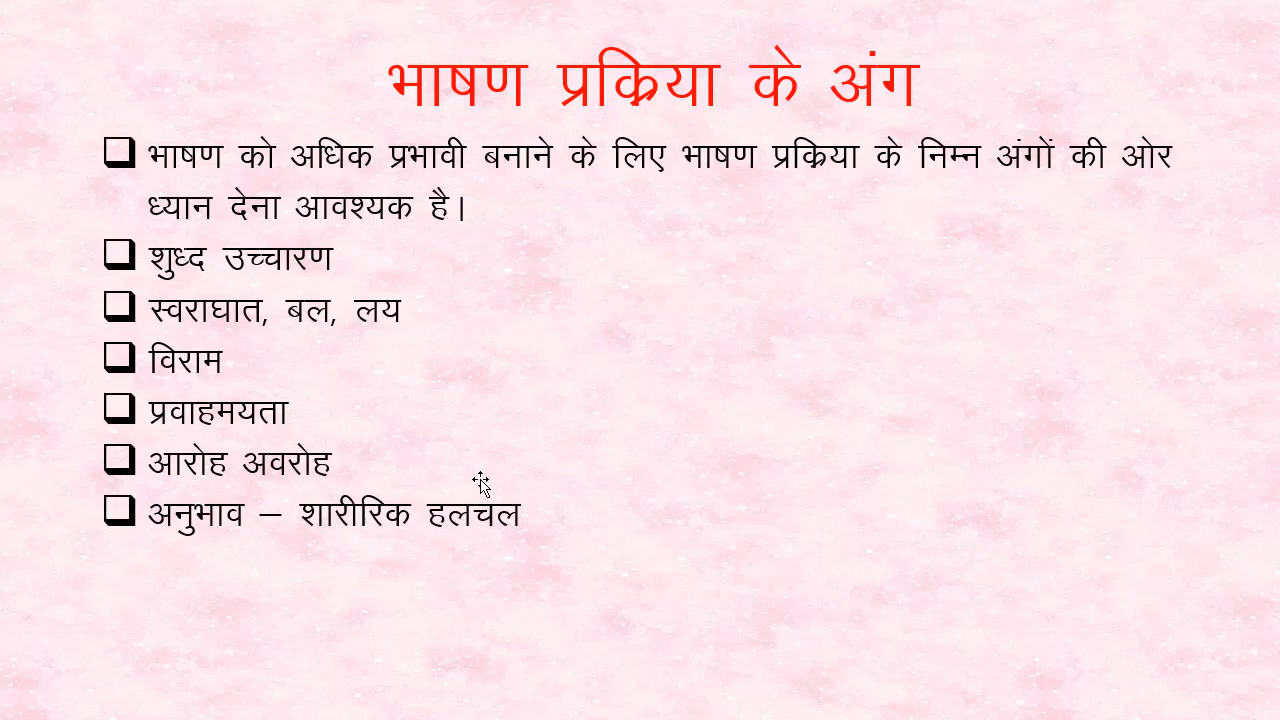 भाषण प्रक्रिया के अंग
भाषण को अधिक प्रभावी बनाने के लिए भाषण प्रक्रिया के निम्न अंगों की ओर
ध्यान देना आवश्यक है।
शुध्द उच्चारण
स्वराघात, बल, लय
विराम
प्रवाहमयता
आरोह अवरोह
अनुभाव – शारीरिक हलचल